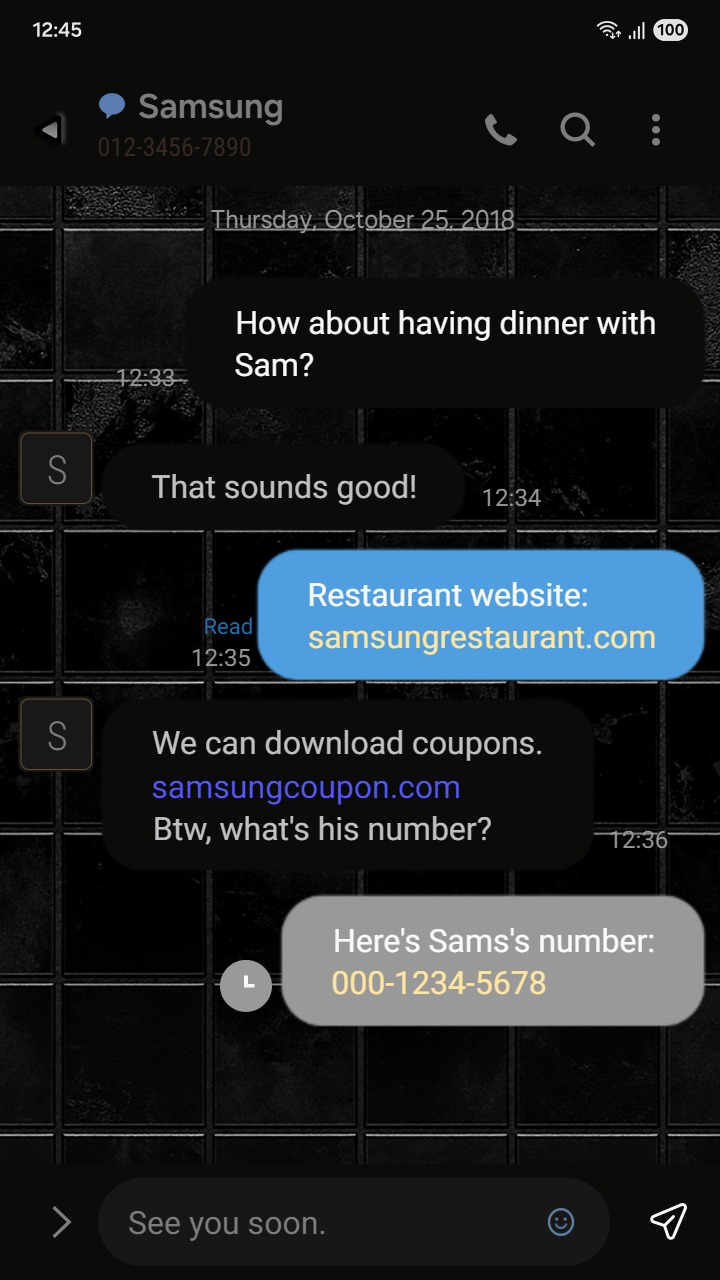 12:45
100
Samsung
012-3456-7890
Thursday, October 25, 2018
How about having dinner with
Sam?
12:33
S
That sounds good!
12:34
Restaurant website:
samsungrestaurant.com
Read
12:35
S
We can download coupons.
samsungcoupon.com
Btw, what's his number?
12:36
Here's Sams's number:
000-1234-5678
See you soon.